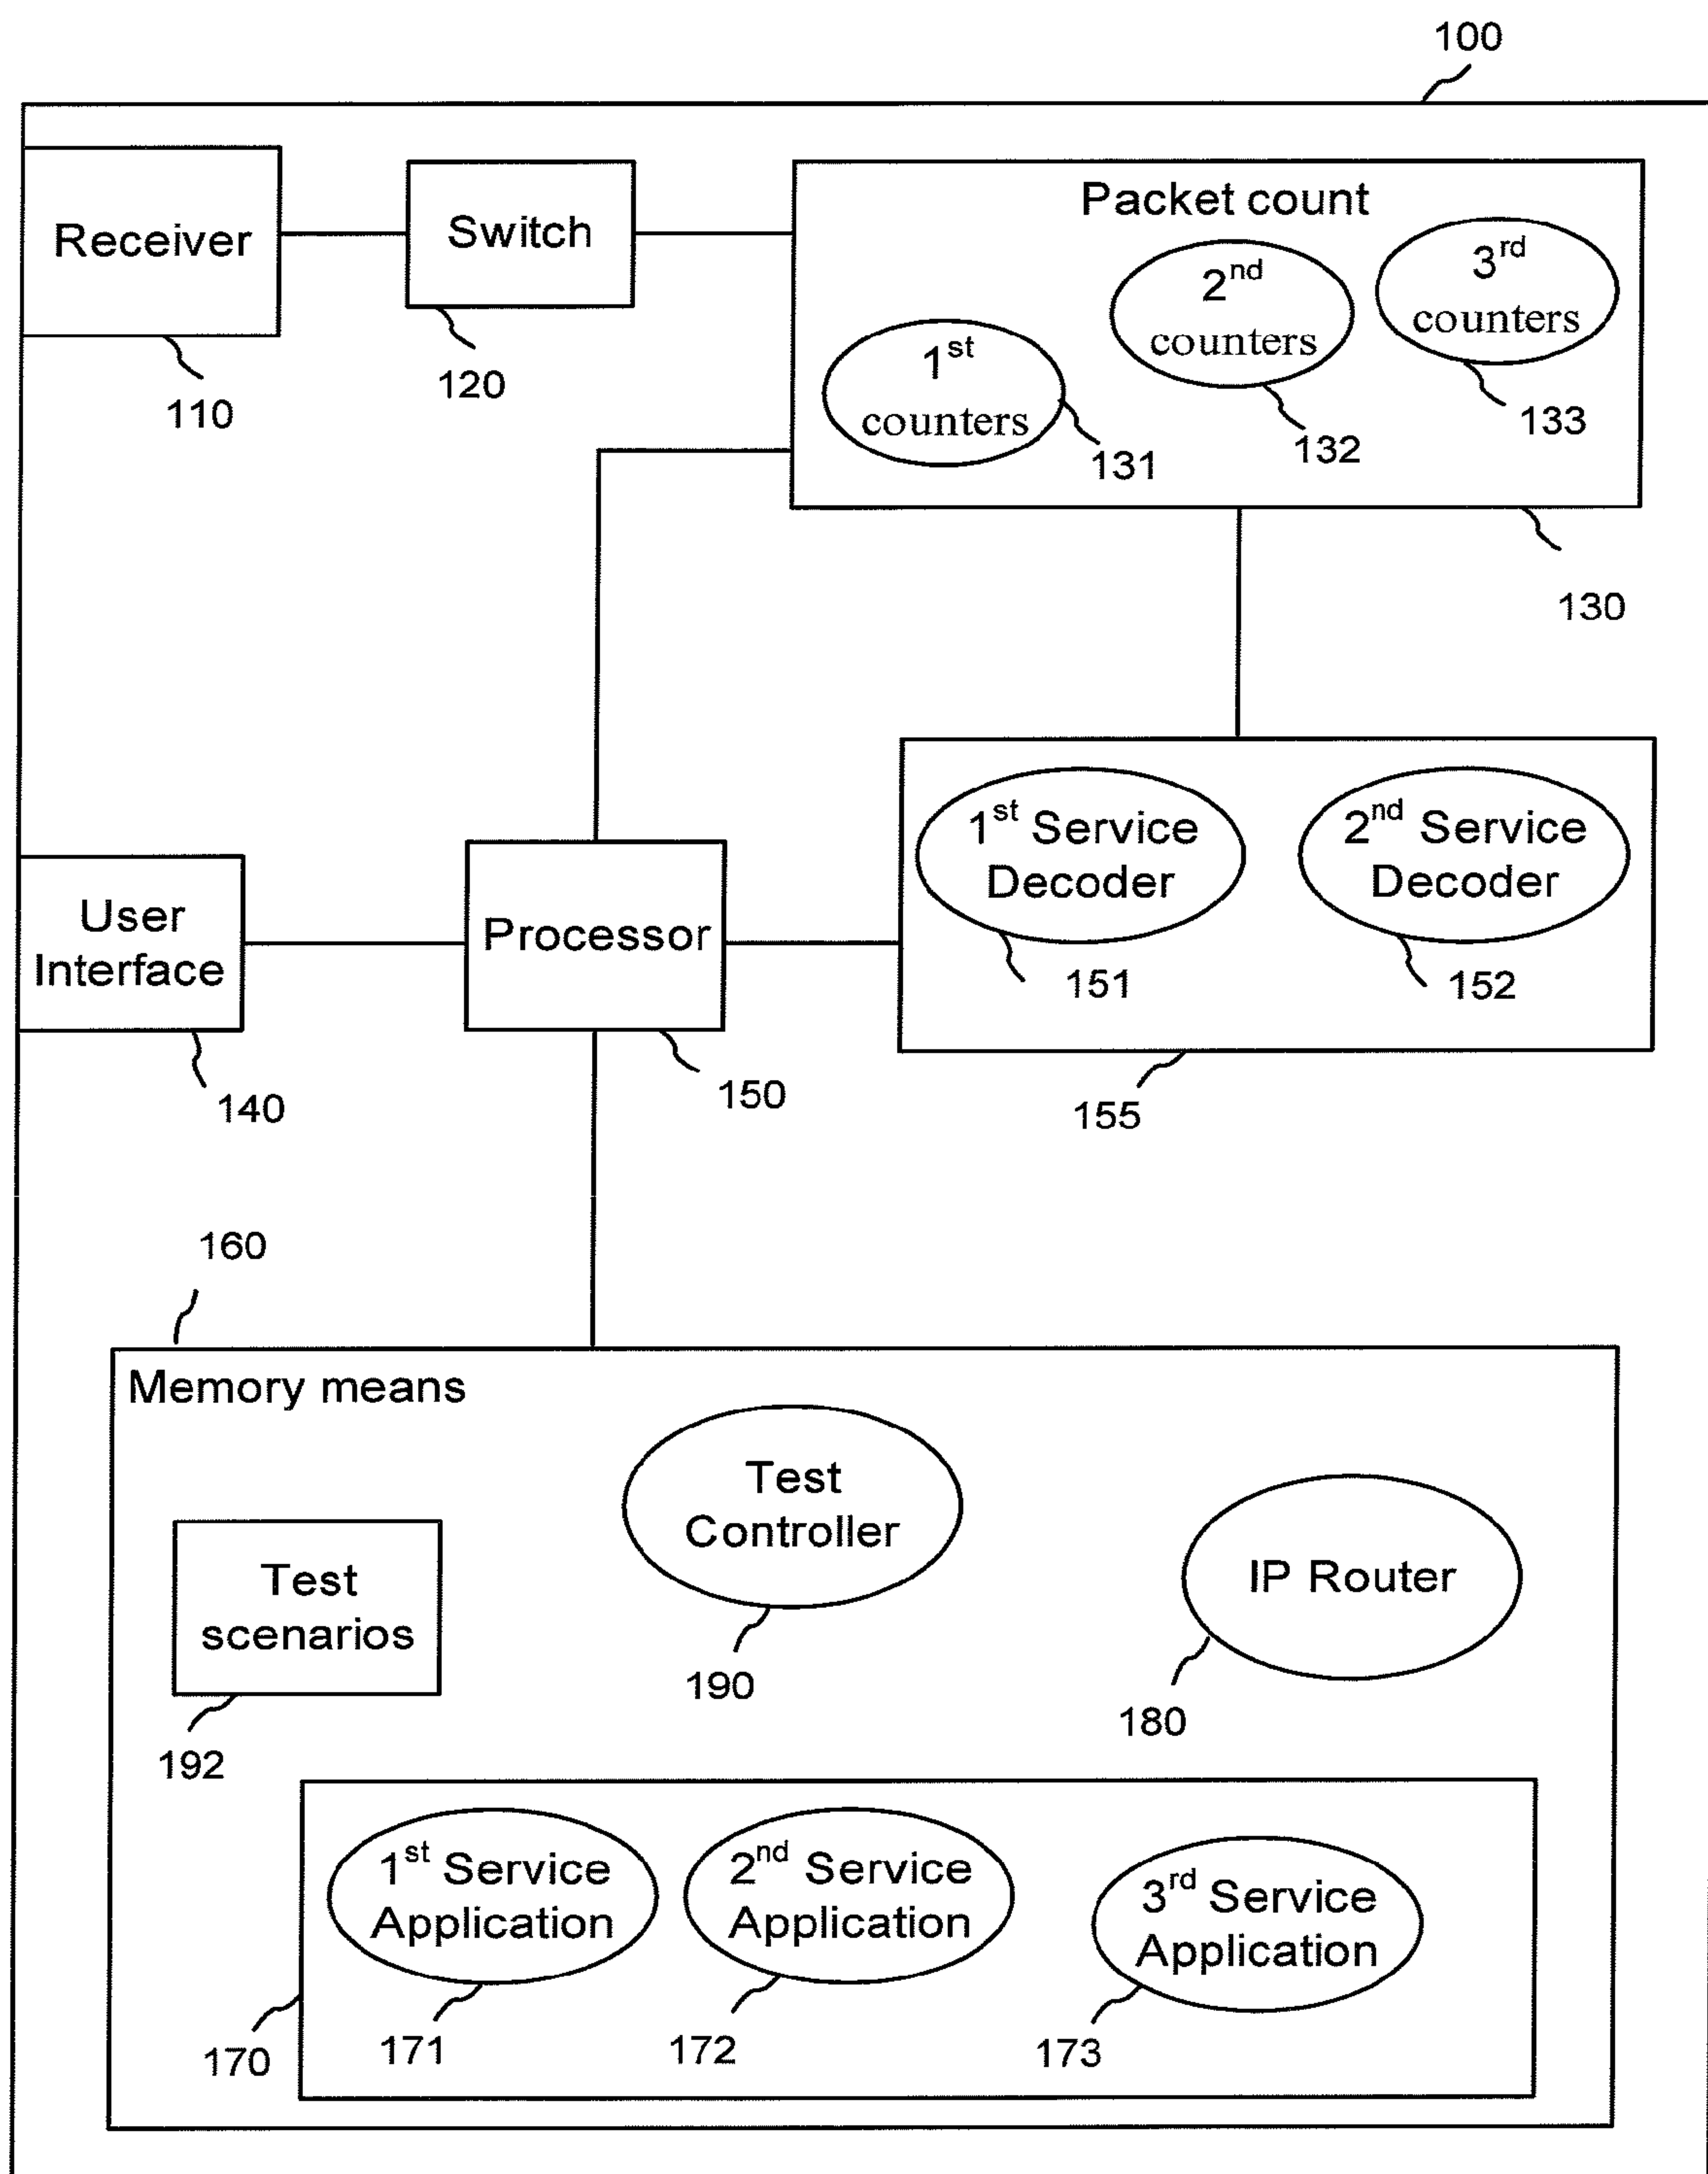 100
Receiver
Switch
Packet count
1st
counters
2nd
counters
3rd
counters
110
120
131
132
133
130
User
Interface
Processor
1st Service
Decoder
2nd Service
Decoder
151
152
140
150
155
160
Memory means
Test
Controller
Test
scenarios
IP Router
190
180
192
1st Service
Application
2nd Service
Application
3rd Service
Application
170
171
172
173